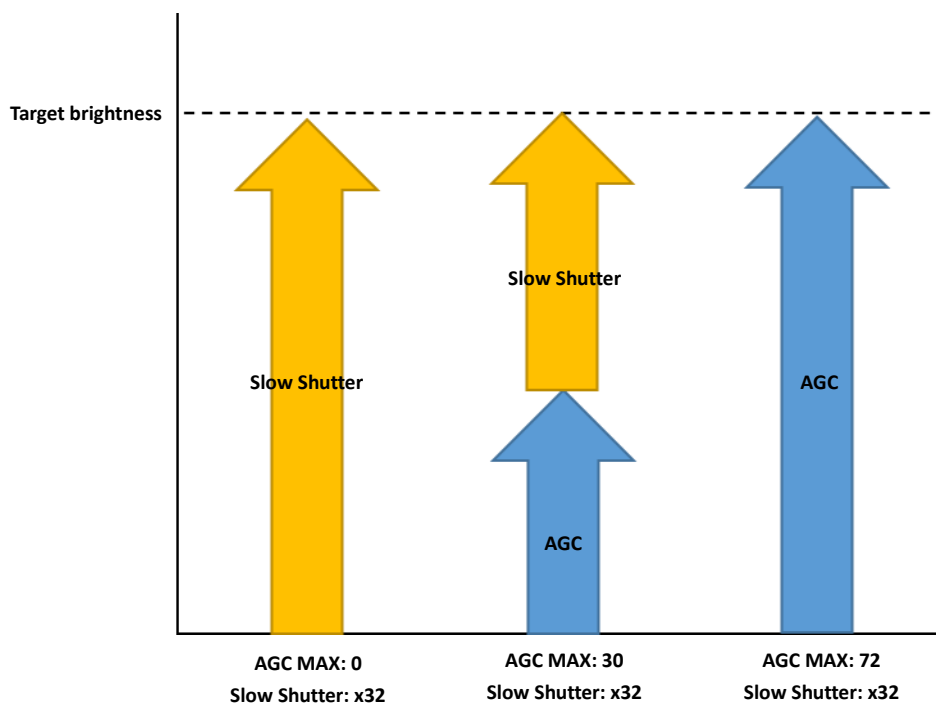 Target brightness
Slow Shutter
Slow Shutter
AGC
AGC
AGC MAX: 0
Slow Shutter: x32
AGC MAX: 30
Slow Shutter: x32
AGC MAX: 72
Slow Shutter: x32